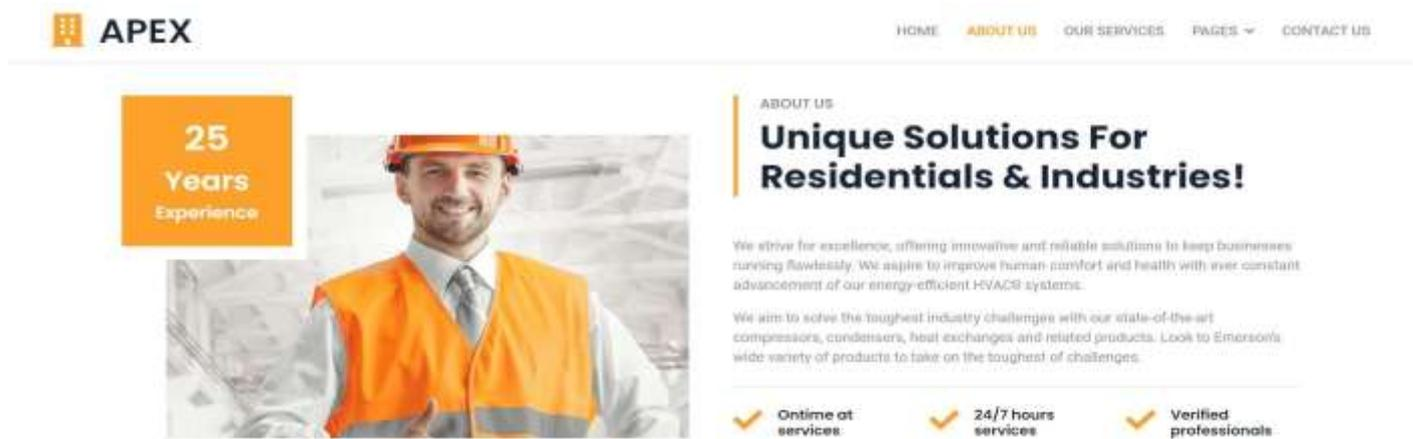 APEX
HOME ABOUT US OUR SERVICES PAGES CONTACT US
25
Years
Experience
ABOUT US
Unique Solutions For
Residentials & Industries!
We strive for excellence, offering innovative and reliable solutions to keep businesses
running flawlessly. We aspire to improve human comfort and health with ever constant
advancement of our energy-efficient HVACR systems.
We aim to solve the toughest industry challenges with our state-of-the-art
compressors, condensers, heat exchanges and related products. Look to Emerson's
wide variety of products to take on the toughest of challenges.
Ontime at
services
24/7 hours
services
Verified
professionals